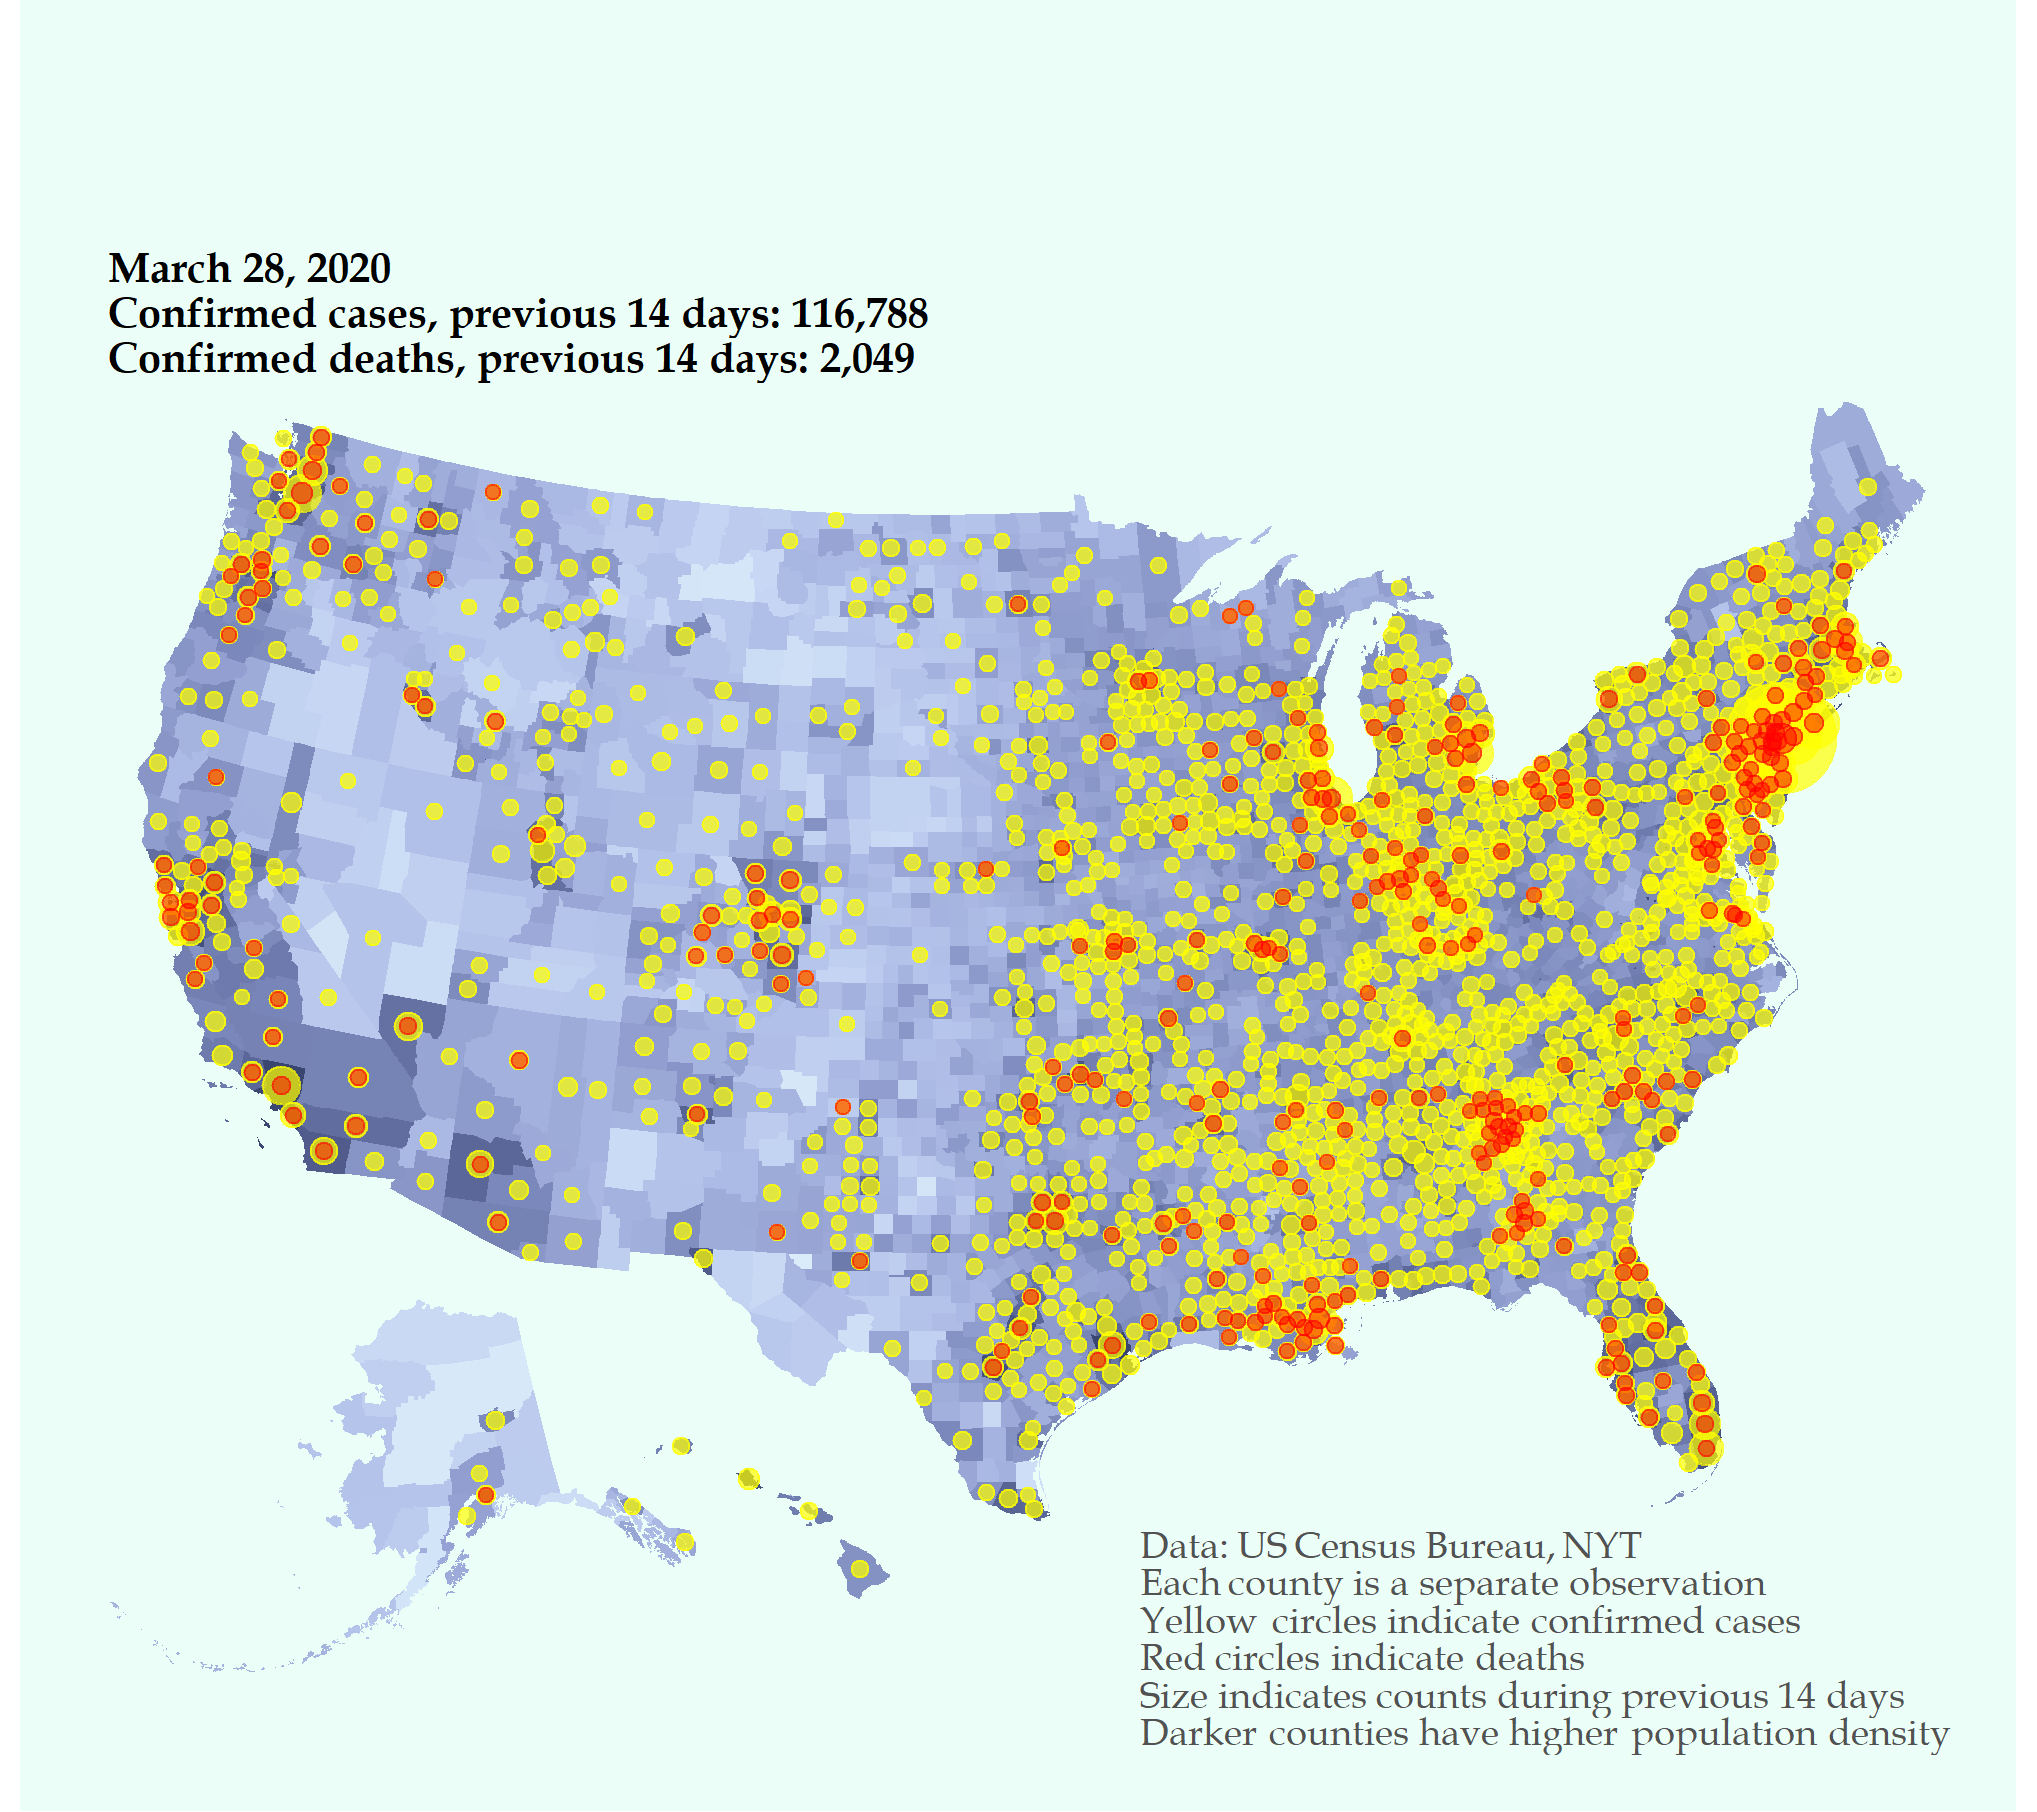 March 28, 2020
Confirmed cases, previous 14 days: 116,788
Confirmed deaths, previous 14 days: 2,049
Data: US Census Bureau, NYT
Each county is a separate observation
Yellow circles indicate confirmed cases
Red circles indicate deaths
Size indicates counts during previous 14 days
Darker counties have higher population density